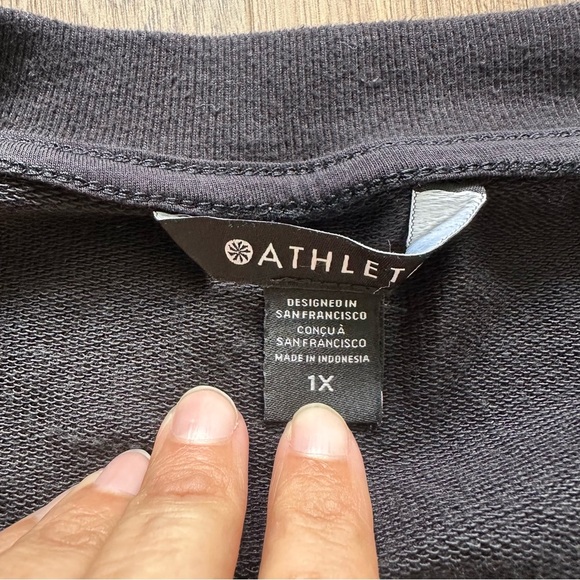 ATHLET
DESIGNED IN
SAN FRANCISCO
CONÇU À
SAN FRANCISCO
MADE IN INDONESIA
1X